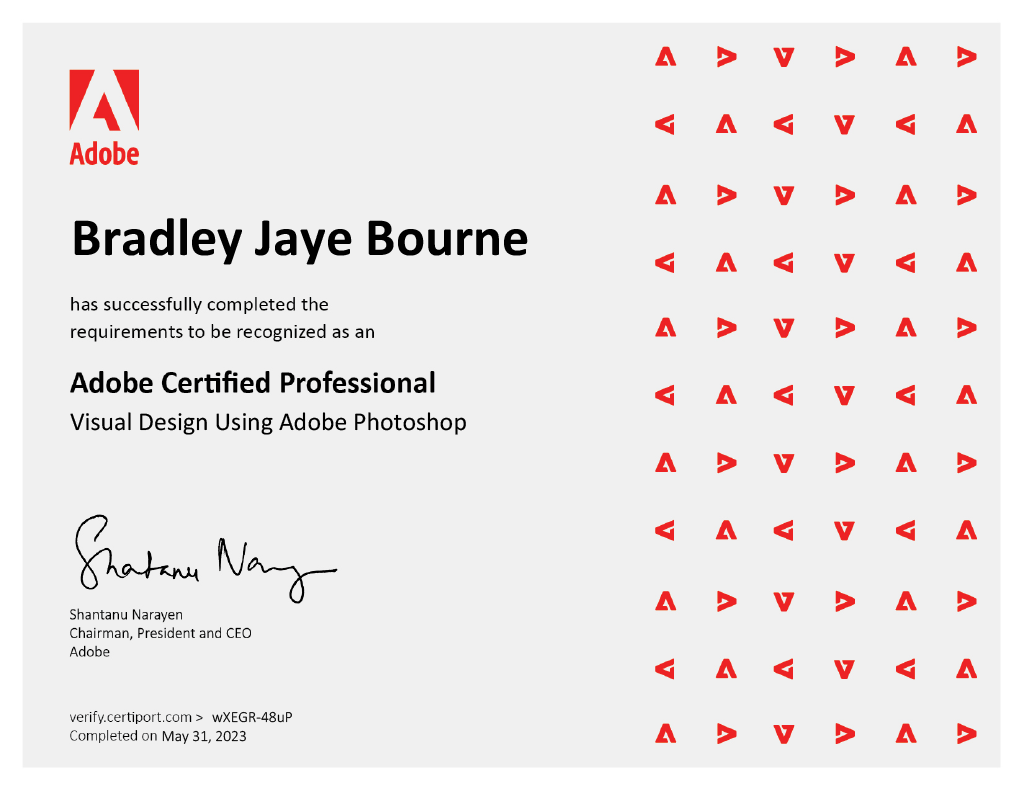 Adobe
Bradley Jaye Bourne
has successfully completed the
requirements to be recognized as an
Adobe Certified Professional
Visual Design Using Adobe Photoshop
Shantanu Narayen
Chairman, President and CEO
Adobe
verify.certiport.com > wXEGR-48uP
Completed on May 31, 2023